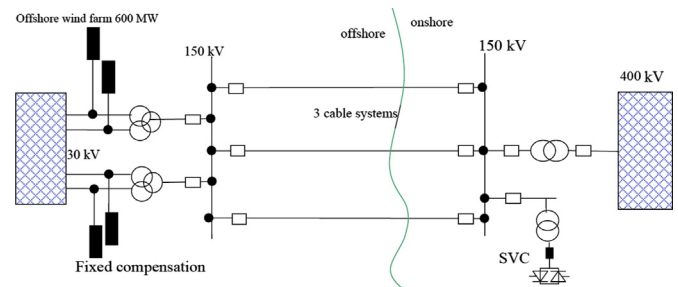 Offshore wind farm 600 MW
offshore
onshore
150 kV
150 kV
400 kV
3 cable systems
30 kV
SVC
Fixed compensation